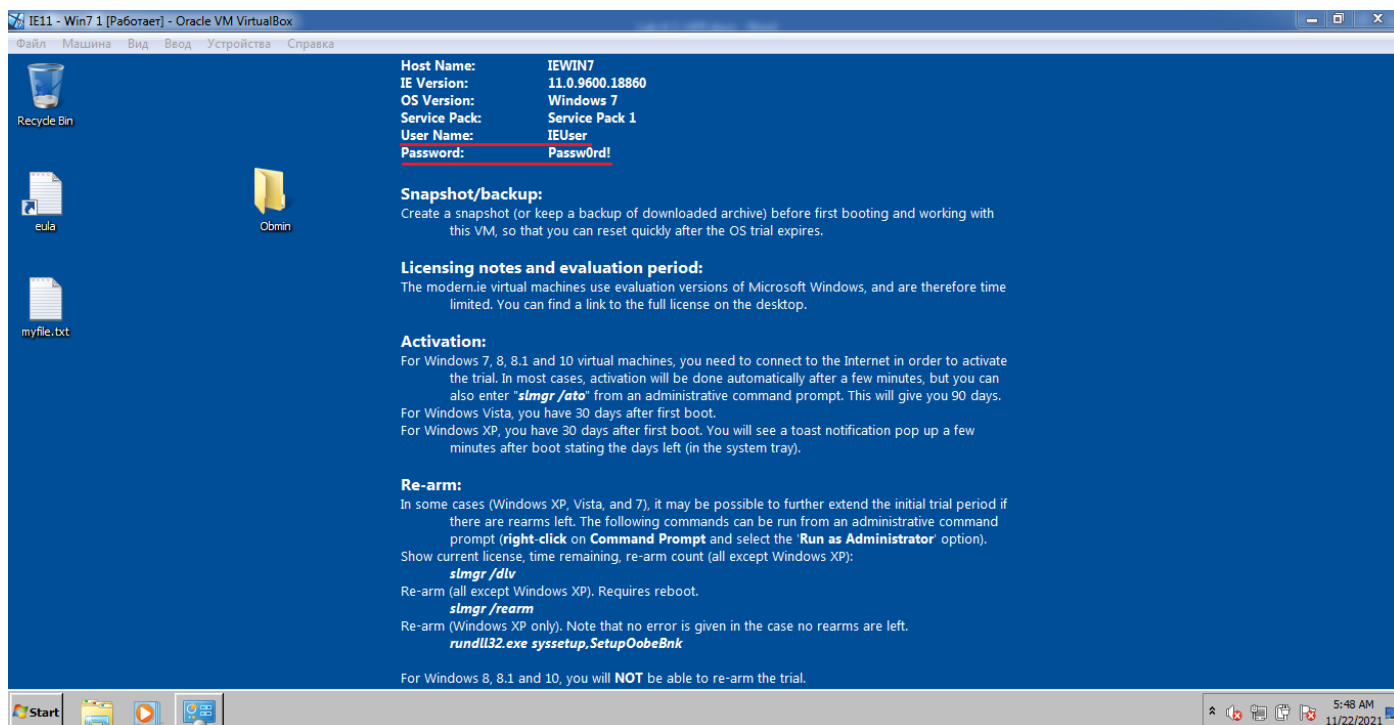 IE11 - Win7 1 [Работает] - Oracle VM VirtualBox
Файл Машина Вид Ввод Устройства Справка
Recycle Bin
eula
Obmin
myfile.txt
Host Name: IEWIN7
IE Version: 11.0.9600.18860
OS Version: Windows 7
Service Pack: Service Pack 1
User Name: IEUser
Password: Passw0rd!
Snapshot/backup:
Create a snapshot (or keep a backup of downloaded archive) before first booting and working with
this VM, so that you can reset quickly after the OS trial expires.
Licensing notes and evaluation period:
The modern.ie virtual machines use evaluation versions of Microsoft Windows, and are therefore time
limited. You can find a link to the full license on the desktop.
Activation:
For Windows 7, 8, 8.1 and 10 virtual machines, you need to connect to the Internet in order to activate
the trial. In most cases, activation will be done automatically after a few minutes, but you can
also enter "slmgr /ato" from an administrative command prompt. This will give you 90 days.
For Windows Vista, you have 30 days after first boot.
For Windows XP, you have 30 days after first boot. You will see a toast notification pop up a few
minutes after boot stating the days left (in the system tray).
Re-arm:
In some cases (Windows XP, Vista, and 7), it may be possible to further extend the initial trial period if
there are rearms left. The following commands can be run from an administrative command
prompt (right-click on Command Prompt and select the 'Run as Administrator' option).
Show current license, time remaining, re-arm count (all except Windows XP):
slmgr /dlv
Re-arm (all except Windows XP). Requires reboot.
slmgr /rearm
Re-arm (Windows XP only). Note that no error is given in the case no rearms are left.
rundll32.exe syssetup,SetupOobeBnk
For Windows 8, 8.1 and 10, you will NOT be able to re-arm the trial.
Start
5:48 AM
11/22/2021